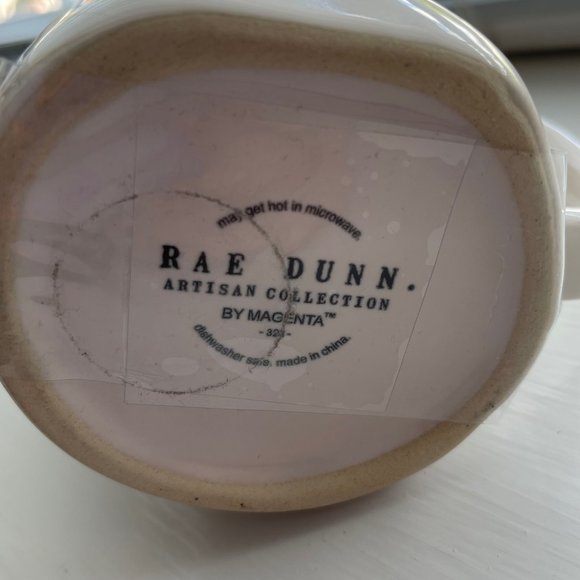 may get hot in microwave.
RAE DUNN.
ARTISAN COLLECTION
BY MAGENTA™
dishwasher safe. made in china.